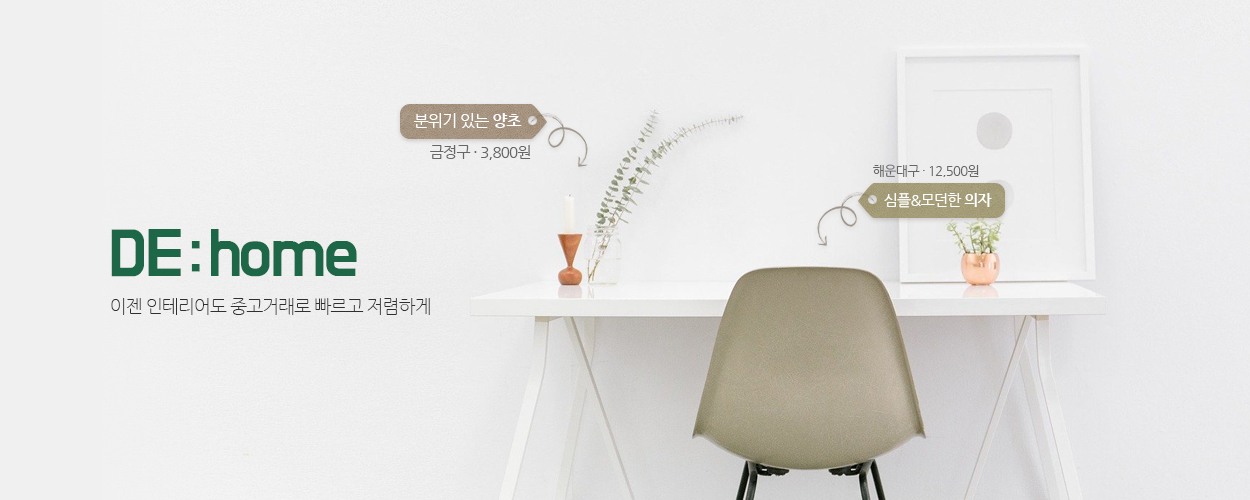 분위기 있는 양초
금정구 · 3,800원
해운대구 · 12,500원
심플&모던한 의자
DE:home
이젠 인테리어도 중고거래로 빠르고 저렴하게